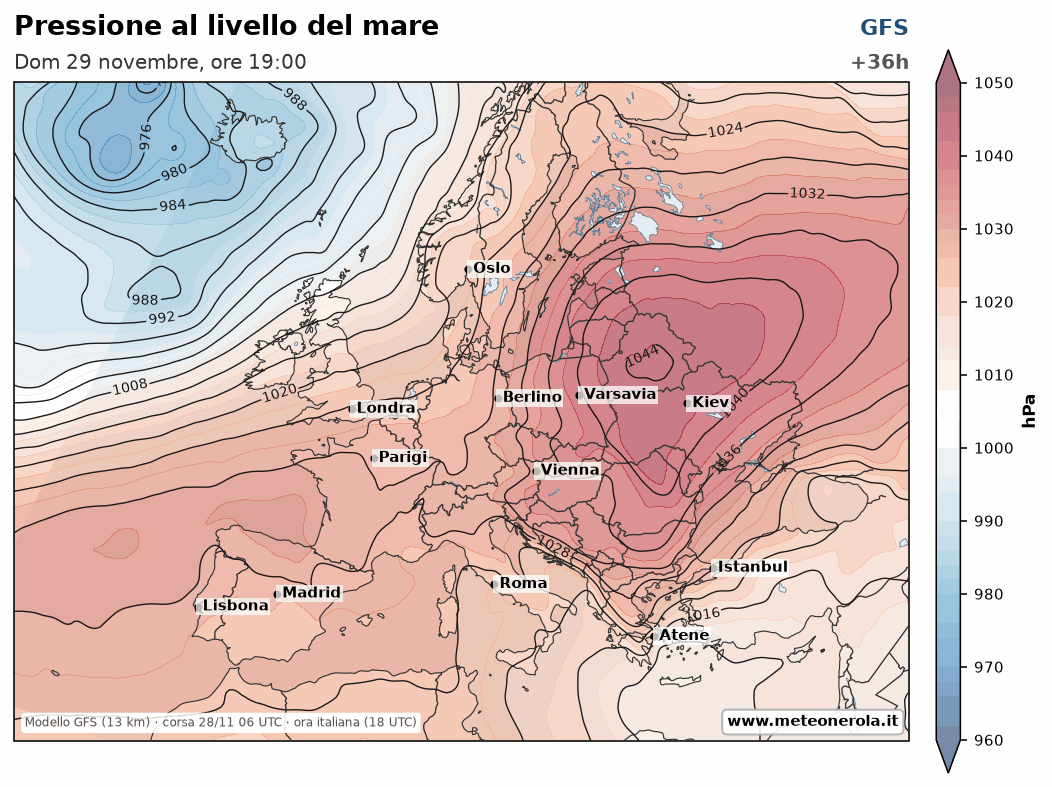 Pressione al livello del mare
GFS
Dom 29 novembre, ore 19:00
+36h
988
976
980
984
988
992
1008
1020
1024
1032
1044
1040
1036
1028
1016
Oslo
Londra
Berlino
Varsavia
Kiev
Parigi
Vienna
Istanbul
Roma
Madrid
Lisbona
Atene
1050
1040
1030
1020
1010
1000
990
980
970
960
hPa
Modello GFS (13 km) · corsa 28/11 06 UTC · ora italiana (18 UTC)
www.meteonerola.it